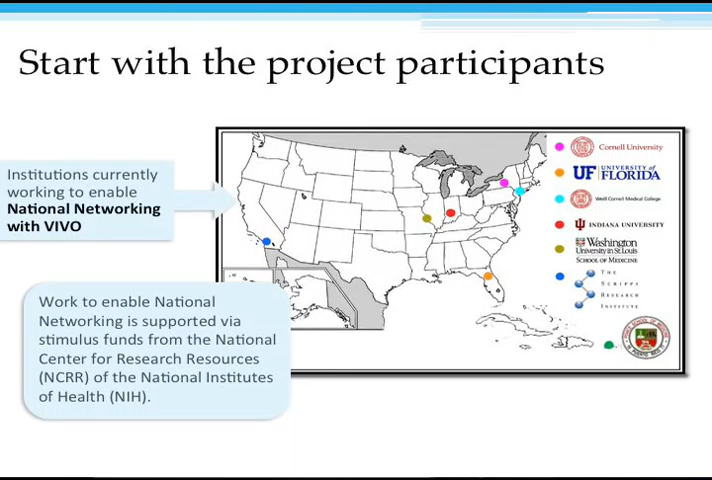 Start with the project participants
Institutions currently
working to enable
National Networking
with VIVO
Work to enable National
Networking is supported via
stimulus funds from the National
Center for Research Resources
(NCRR) of the National Institutes
of Health (NIH).
Cornell University
UF UNIVERSITY of
FLORIDA
Weill Cornell Medical College
INDIANA UNIVERSITY
Washington
University in St. Louis
SCHOOL OF MEDICINE
THE
SCRIPPS
RESEARCH
INSTITUTE